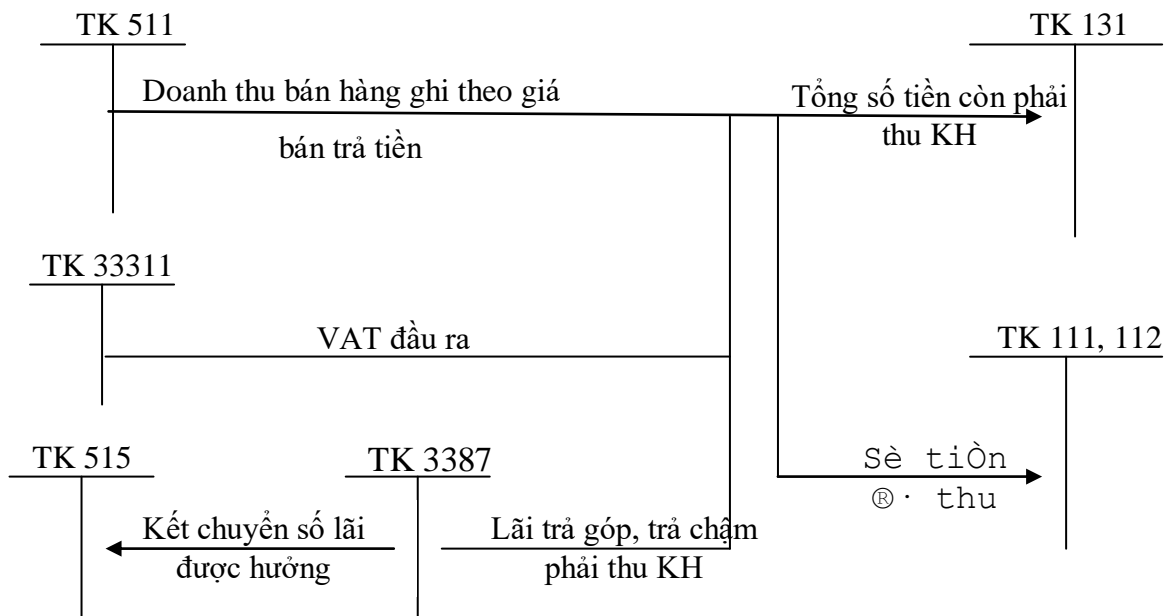 TK 511
TK 131
Doanh thu bán hàng ghi theo giá
bán trả tiền
Tổng số tiền còn phải
thu KH
TK 33311
VAT đầu ra
TK 111, 112
TK 515
TK 3387
Sè tiÒn
®· thu
Kết chuyển số lãi
được hưởng
Lãi trả góp, trả chậm
phải thu KH